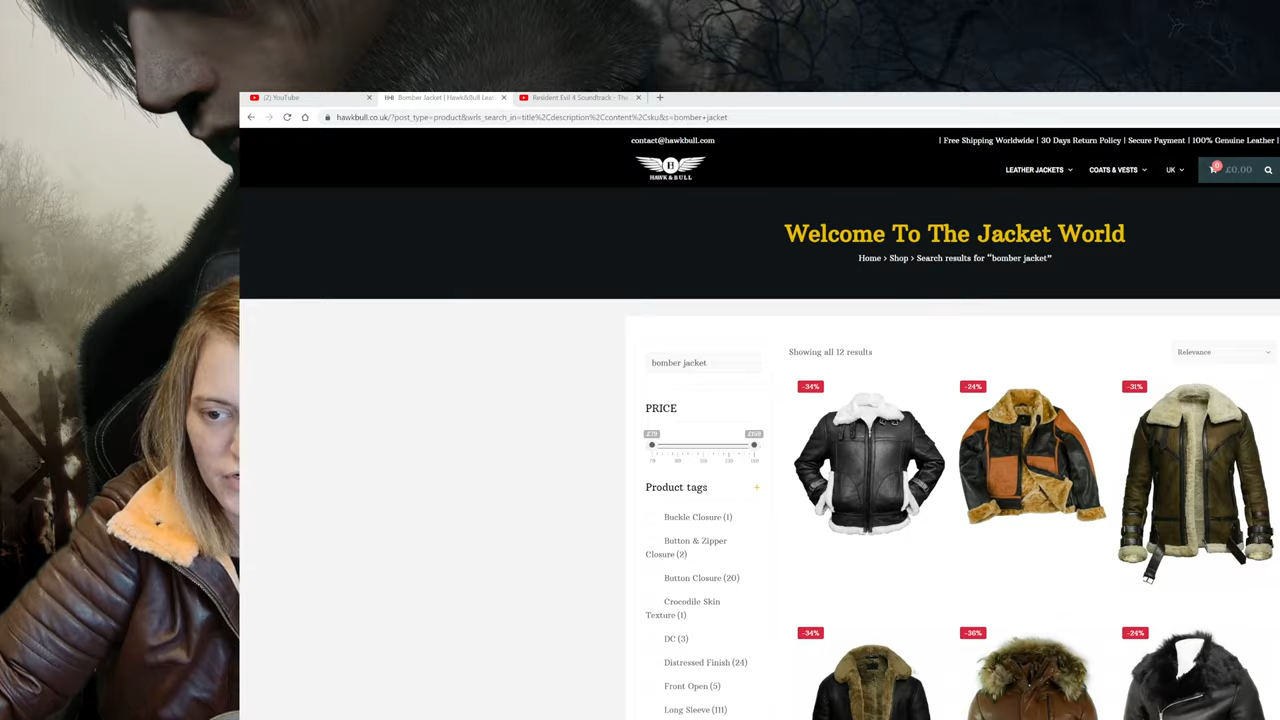 (2) YouTube
Bomber Jacket | Hawk&Bull Lea
Resident Evil 4 Soundtrack - The
hawkbull.co.uk/?post_type=product&wrls_search_in=title%2Cdescription%2Ccontent%2Csku&s=bomber+jacket
contact@hawkbull.com
| Free Shipping Worldwide | 30 Days Return Policy | Secure Payment | 100% Genuine Leather |
H
HAWK & BULL
LEATHER JACKETS
COATS & VESTS
UK
0
£0.00
Welcome To The Jacket World
Home > Shop > Search results for “bomber jacket”
bomber jacket
Showing all 12 results
Relevance
PRICE
£79
£159
Product tags
+
Buckle Closure (1)
Button & Zipper
Closure (2)
Button Closure (20)
Crocodile Skin
Texture (1)
DC (3)
Distressed Finish (24)
Front Open (5)
Long Sleeve (111)
-34%
-24%
-31%
-34%
-36%
-24%